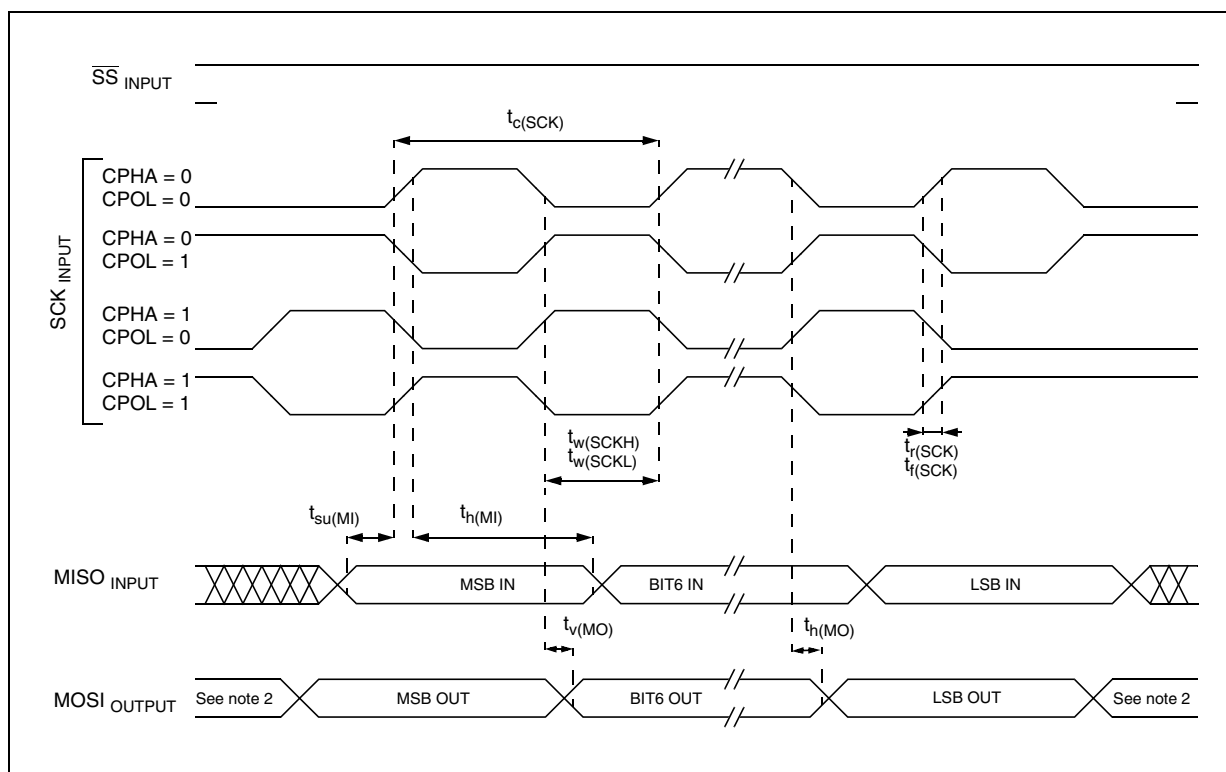 SS INPUT
tc(SCK)
SCK INPUT
CPHA = 0
CPOL = 0
CPHA = 0
CPOL = 1
CPHA = 1
CPOL = 0
CPHA = 1
CPOL = 1
tw(SCKH)
tw(SCKL)
tr(SCK)
tf(SCK)
tsu(MI)
th(MI)
MISO INPUT
MSB IN
BIT6 IN
LSB IN
tv(MO)
th(MO)
MOSI OUTPUT
See note 2
MSB OUT
BIT6 OUT
LSB OUT
See note 2